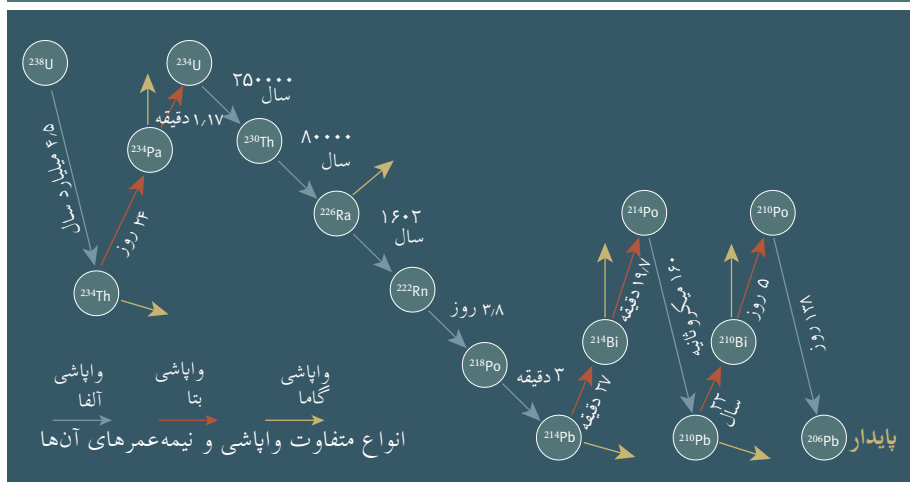 ²³⁸U
۴٫۵ میلیارد سال
²³⁴Th
۲۴ روز
²³⁴Pa
۱٫۱۷ دقیقه
²³⁴U
۲۵۰۰۰۰
سال
²³⁰Th
۸۰۰۰۰
سال
²²⁶Ra
۱۶۰۲
سال
²²²Rn
۳٫۸ روز
²¹⁸Po
۳ دقیقه
²¹⁴Pb
۲۷ دقیقه
²¹⁴Bi
۱۹٫۷ دقیقه
²¹⁴Po
۱۶۰ میکروثانیه
²¹⁰Pb
۲۲
سال
²¹⁰Bi
۵ روز
²¹⁰Po
۱۳۸ روز
²⁰⁶Pb
پایدار
واپاشی
گاما
واپاشی
بتا
واپاشی
آلفا
انواع متفاوت واپاشی و نیمه‌عمرهای آن‌ها